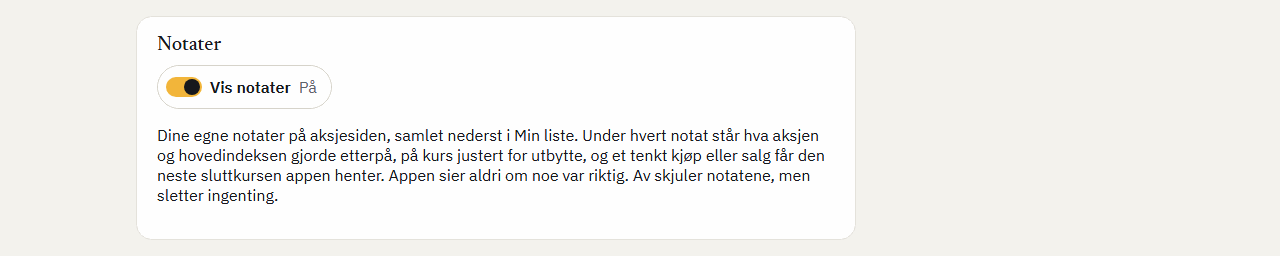 Notater
Vis notater På
Dine egne notater på aksjesiden, samlet nederst i Min liste. Under hvert notat står hva aksjen
og hovedindeksen gjorde etterpå, på kurs justert for utbytte, og et tenkt kjøp eller salg får den
neste sluttkursen appen henter. Appen sier aldri om noe var riktig. Av skjuler notatene, men
sletter ingenting.